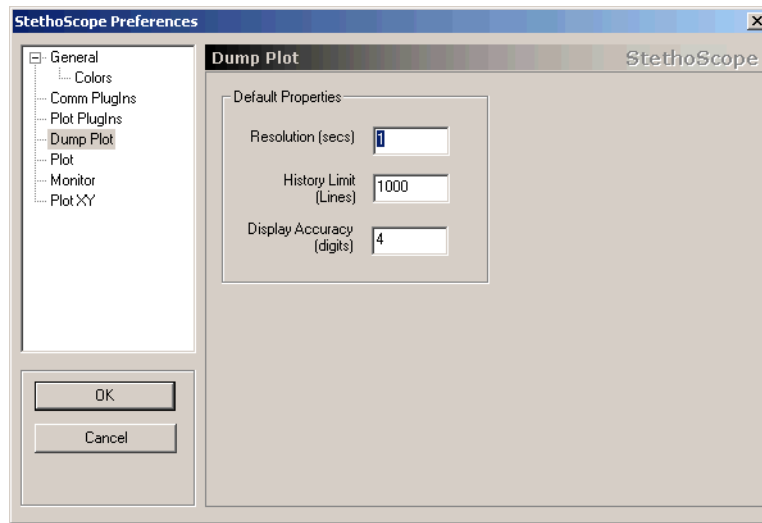 StethoScope Preferences
General
Colors
Comm PlugIns
Plot PlugIns
Dump Plot
Plot
Monitor
Plot XY
OK
Cancel
Dump Plot StethoScope
Default Properties
Resolution (secs) 1
History Limit
(Lines) 1000
Display Accuracy
(digits) 4